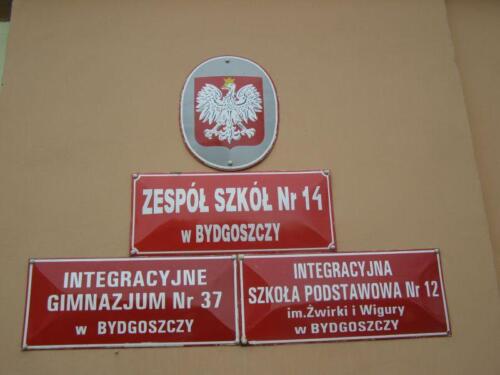 ZESPÓŁ SZKÓŁ Nr 14
w BYDGOSZCZY
INTEGRACYJNE
GIMNAZJUM Nr 37
w BYDGOSZCZY
INTEGRACYJNA
SZKOŁA PODSTAWOWA Nr 12
im.Żwirki i Wigury
w BYDGOSZCZY